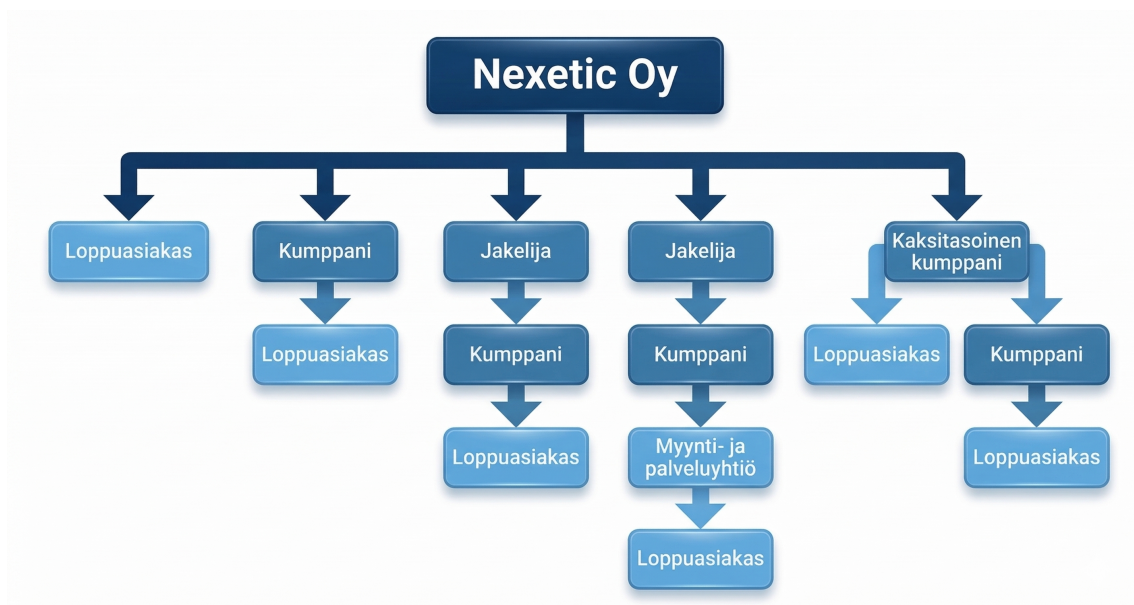 Nexetic Oy
Loppuasiakas
Kumppani
Jakelija
Jakelija
Kaksitasoinen
kumppani
Loppuasiakas
Kumppani
Kumppani
Loppuasiakas
Kumppani
Loppuasiakas
Myynti- ja
palveluyhtiö
Loppuasiakas
Loppuasiakas